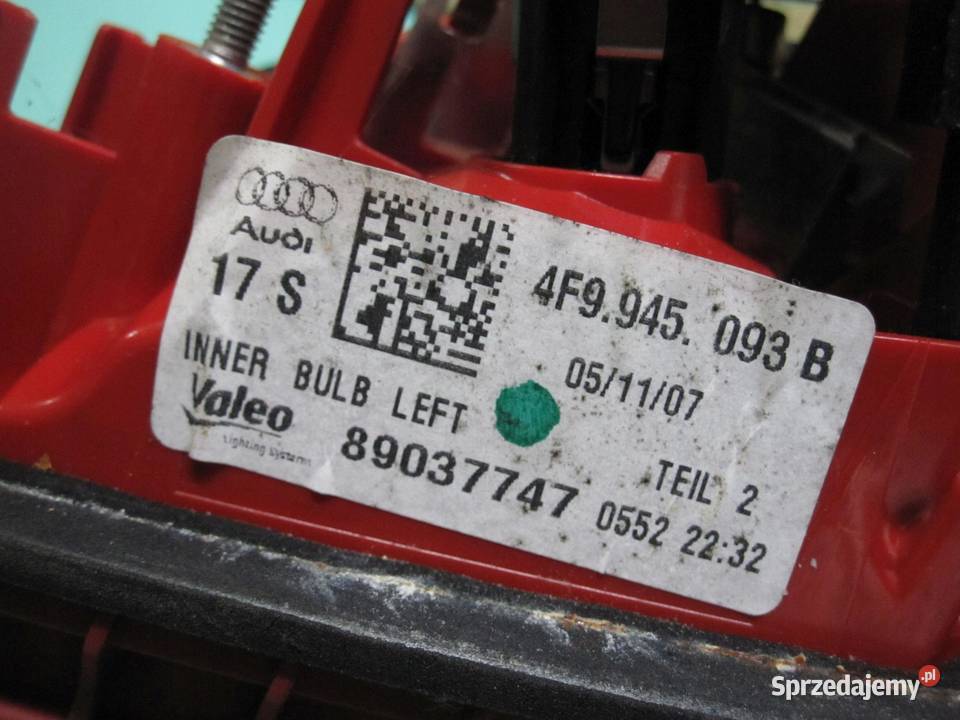 Audi
17 S
4F9.945. 093 B
05/11/07
INNER BULB LEFT
Valeo
Lighting Systems
89037747
TEIL 2
0552 22:32
Sprzedajemy.pl